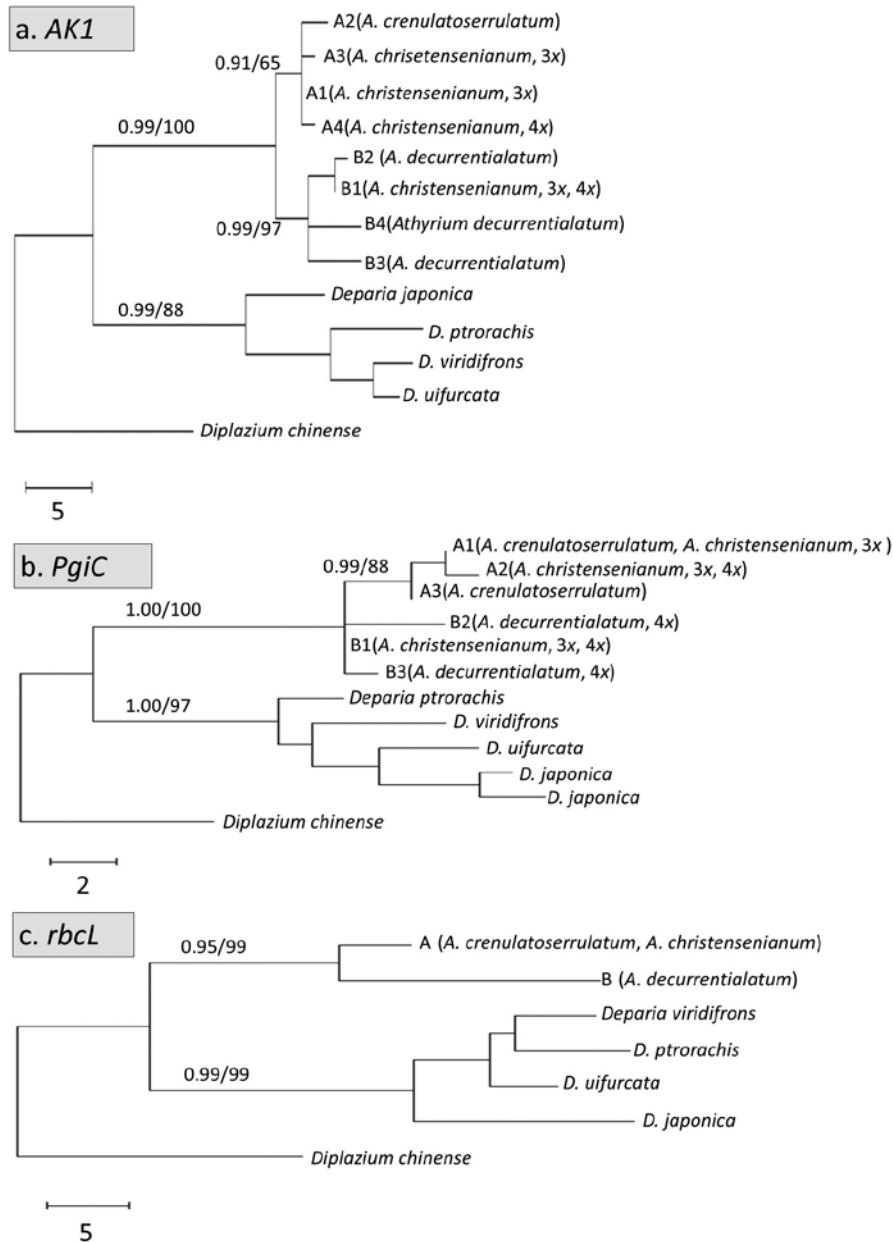 a. AK1
A2(A. crenulatoserrulatum)
0.91/65
A3(A. chrisetensenianum, 3x)
A1(A. christensenianum, 3x)
0.99/100
A4(A. christensenianum, 4x)
B2 (A. decurrentialatum)
B1(A. christensenianum, 3x, 4x)
0.99/97
B4(Athyrium decurrentialatum)
B3(A. decurrentialatum)
Deparia japonica
0.99/88
D. ptrorachis
D. viridifrons
D. uifurcata
Diplazium chinense
5
b. PgiC
A1(A. crenulatoserrulatum, A. christensenianum, 3x )
0.99/88
A2(A. christensenianum, 3x, 4x)
A3(A. crenulatoserrulatum)
1.00/100
B2(A. decurrentialatum, 4x)
B1(A. christensenianum, 3x, 4x)
B3(A. decurrentialatum, 4x)
1.00/97
Deparia ptrorachis
D. viridifrons
D. uifurcata
D. japonica
D. japonica
Diplazium chinense
2
c. rbcL
0.95/99
A (A. crenulatoserrulatum, A. christensenianum)
B (A. decurrentialatum)
Deparia viridifrons
D. ptrorachis
0.99/99
D. uifurcata
D. japonica
Diplazium chinense
5